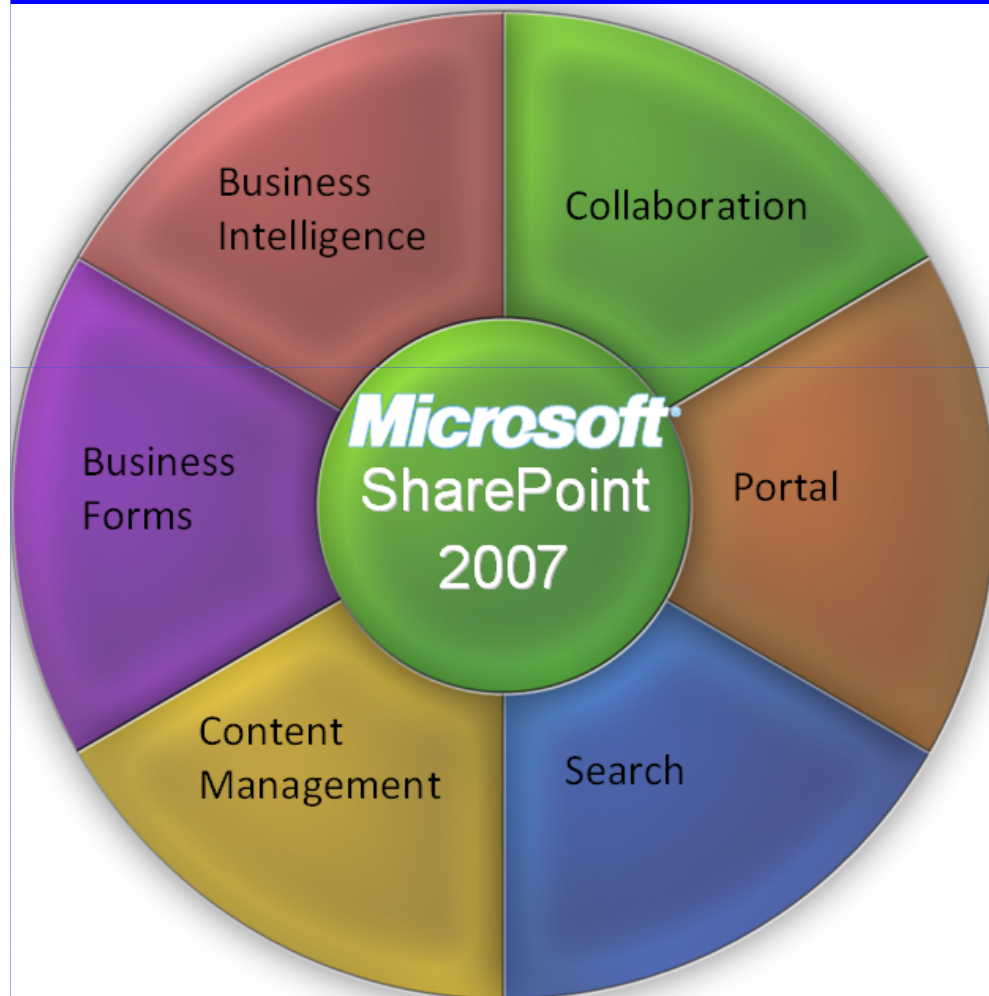 Business
Intelligence
Collaboration
Microsoft
SharePoint
2007
Business
Forms
Portal
Content
Management
Search